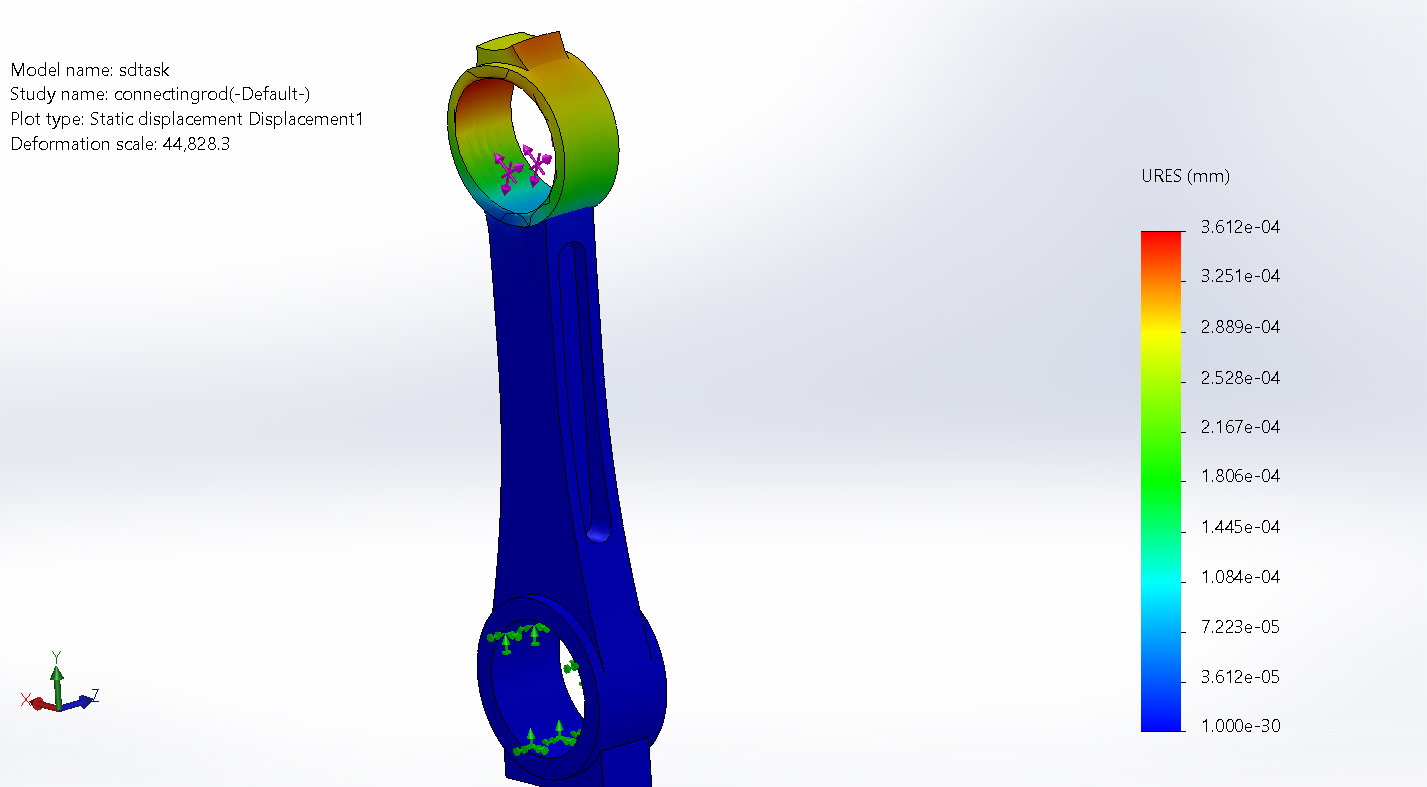 Model name: sdtask
Study name: connectingrod(-Default-)
Plot type: Static displacement Displacement1
Deformation scale: 44,828.3
URES (mm)
3.612e-04
3.251e-04
2.889e-04
2.528e-04
2.167e-04
1.806e-04
1.445e-04
1.084e-04
7.223e-05
3.612e-05
1.000e-30
Y
X
Z